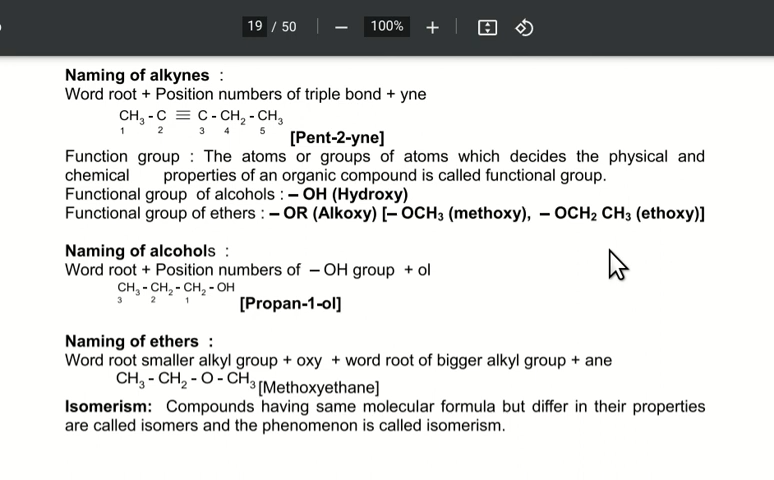 19 / 50 | − 100% + |
Naming of alkynes :
Word root + Position numbers of triple bond + yne
CH₃ - C ≡ C - CH₂ - CH₃
1 2 3 4 5
[Pent-2-yne]
Function group : The atoms or groups of atoms which decides the physical and
chemical properties of an organic compound is called functional group.
Functional group of alcohols : – OH (Hydroxy)
Functional group of ethers : – OR (Alkoxy) [– OCH₃ (methoxy), – OCH₂ CH₃ (ethoxy)]
Naming of alcohols :
Word root + Position numbers of – OH group + ol
CH₃ - CH₂ - CH₂ - OH
3 2 1
[Propan-1-ol]
Naming of ethers :
Word root smaller alkyl group + oxy + word root of bigger alkyl group + ane
CH₃ - CH₂ - O - CH₃ [Methoxyethane]
Isomerism: Compounds having same molecular formula but differ in their properties
are called isomers and the phenomenon is called isomerism.